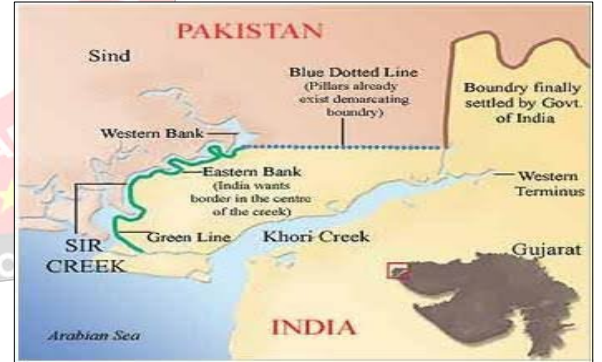 PAKISTAN
Sind
Blue Dotted Line
(Pillars already
exist demarcating
boundry)
Boundry finally
settled by Govt.
of India
Western Bank
Eastern Bank
(India wants
border in the centre
of the creek)
Western
Terminus
SIR
CREEK
Green Line
Khori Creek
Gujarat
Arabian Sea
INDIA